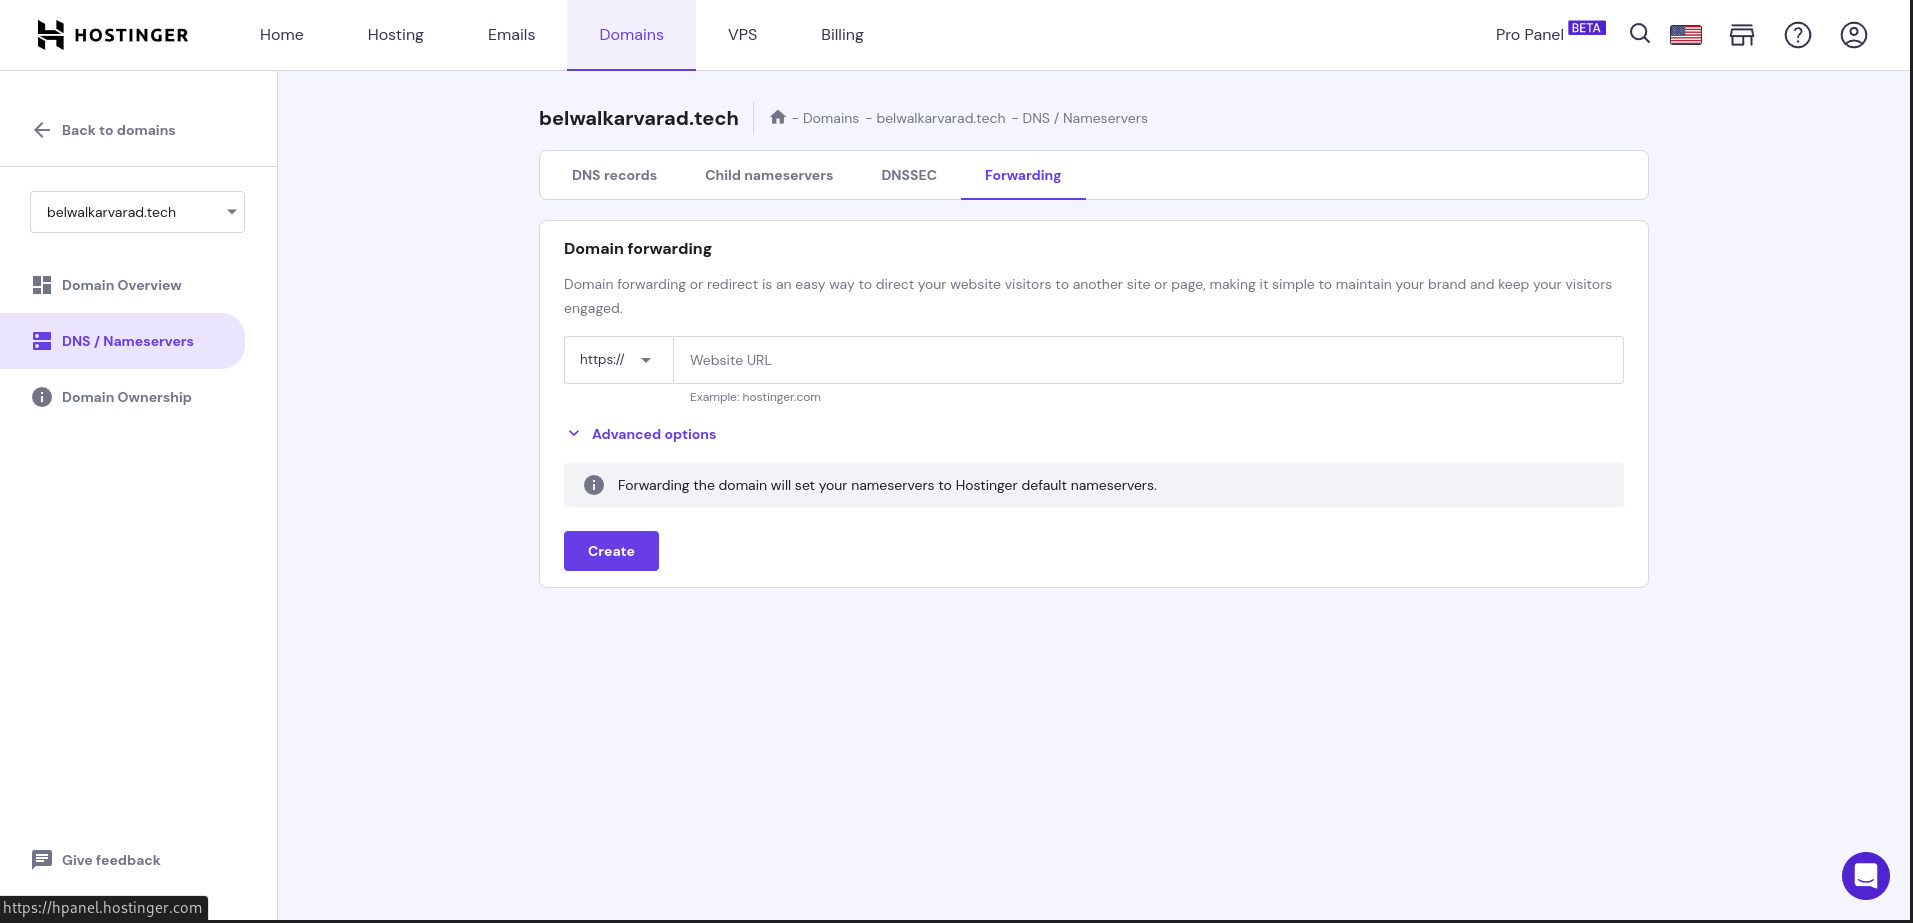 HOSTINGER
Home
Hosting
Emails
Domains
VPS
Billing
Pro Panel BETA
Back to domains
belwalkarvarad.tech
Domain Overview
DNS / Nameservers
Domain Ownership
Give feedback
https://hpanel.hostinger.com
belwalkarvarad.tech
- Domains - belwalkarvarad.tech - DNS / Nameservers
DNS records
Child nameservers
DNSSEC
Forwarding
Domain forwarding
Domain forwarding or redirect is an easy way to direct your website visitors to another site or page, making it simple to maintain your brand and keep your visitors
engaged.
https://
Website URL
Example: hostinger.com
Advanced options
Forwarding the domain will set your nameservers to Hostinger default nameservers.
Create